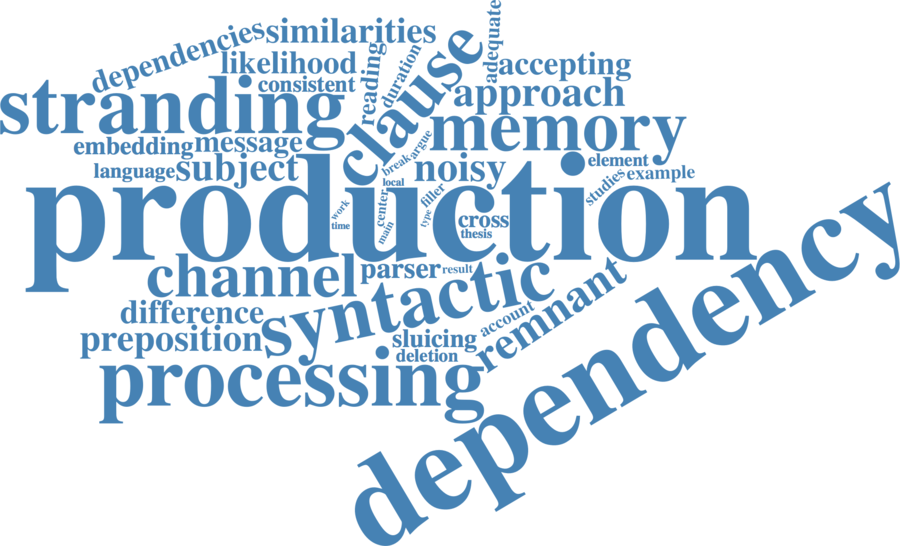 adequate
similarities
dependencies
clause
likelihood
reading
duration
accepting
consistent
stranding
approach
memory
embedding
message
argue
break
noisy
element
language
subject
local
studies
example
production
work
time
center
main
filler
type
cross
thesis
dependency
channel
parser
result
syntactic
remnant
difference
account
preposition
sluicing
deletion
processing